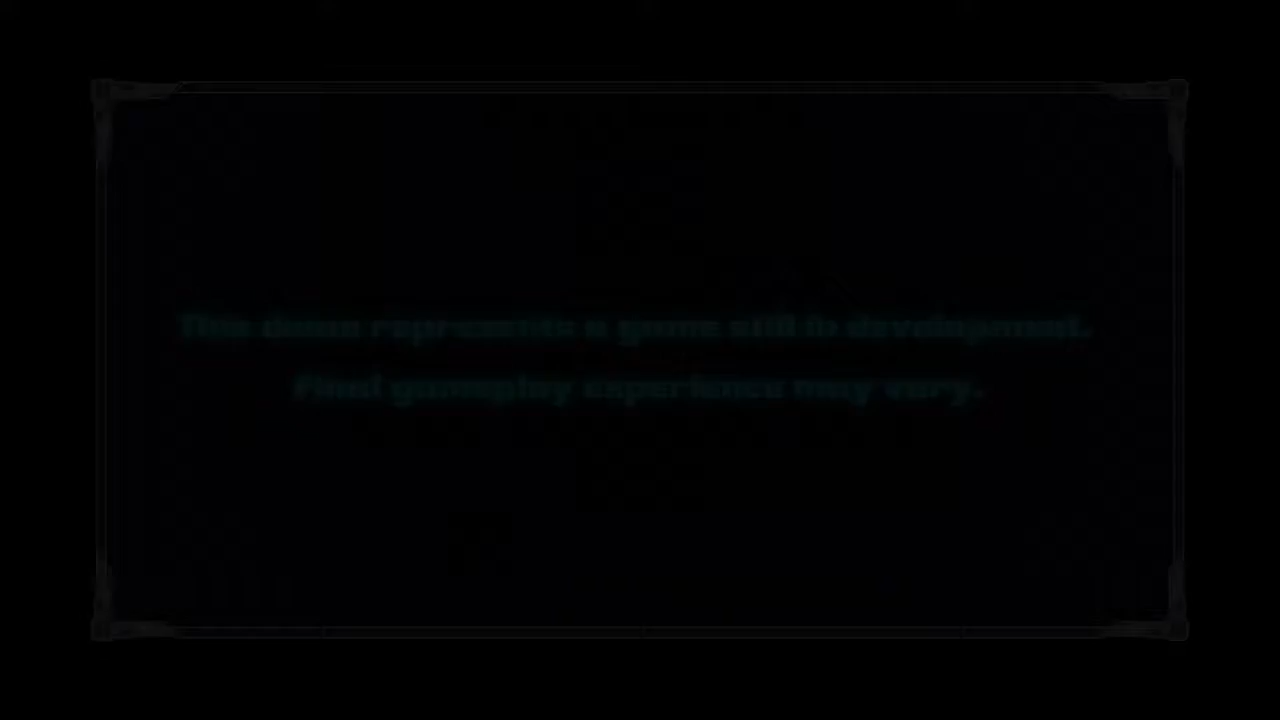 This demo represents a game still in development.
Final gameplay experience may vary.